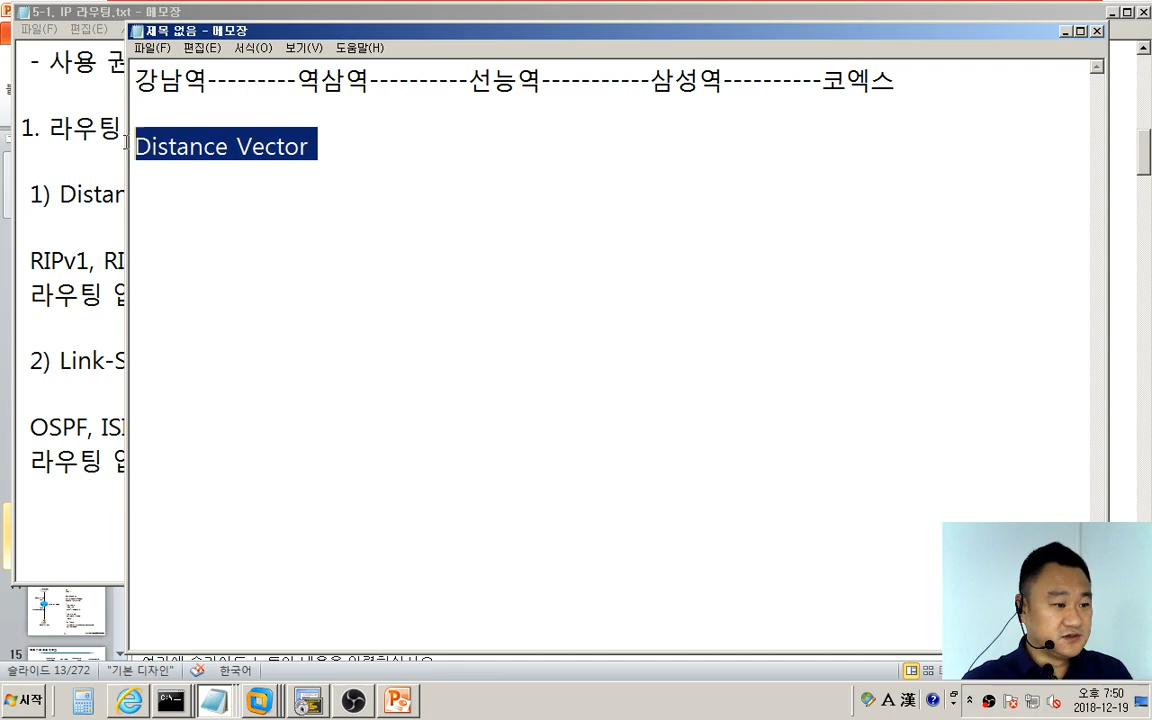 5-1. IP 라우팅.txt - 메모장
파일(F) 편집(E)
제목 없음 - 메모장
파일(F) 편집(E) 서식(O) 보기(V) 도움말(H)
- 사용 권
강남역---------역삼역----------선능역-----------삼성역----------코엑스
1. 라우팅
Distance Vector
1) Distan
RIPv1, RI
라우팅 업
2) Link-S
OSPF, ISI
라우팅 업
15
슬라이드 13/272 "기본 디자인" 한국어
시작
A 漢
오후 7:50
2018-12-19